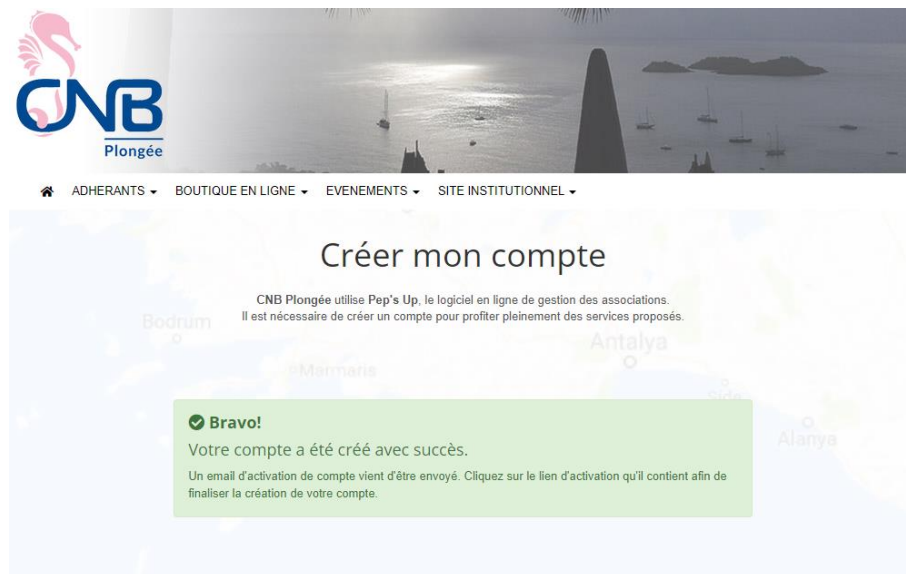 CNB
Plongée
ADHERANTS
BOUTIQUE EN LIGNE
EVENEMENTS
SITE INSTITUTIONNEL
Créer mon compte
CNB Plongée utilise Pep's Up, le logiciel en ligne de gestion des associations.
Il est nécessaire de créer un compte pour profiter pleinement des services proposés.
Bodrum
Antalya
Marmaris
Side
Bravo!
Alanya
Votre compte a été créé avec succès.
Un email d'activation de compte vient d'être envoyé. Cliquez sur le lien d'activation qu'il contient afin de
finaliser la création de votre compte.